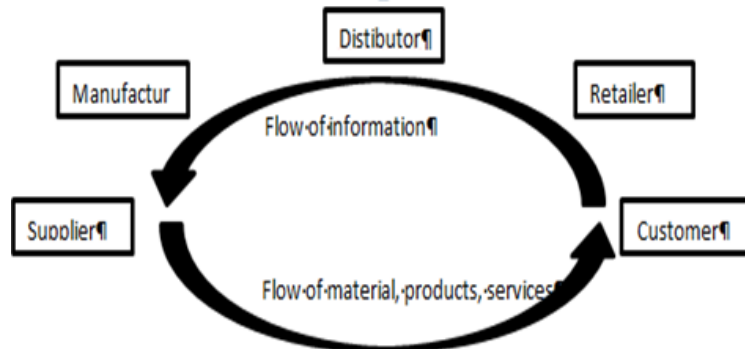 Distibutor¶
Manufactur
Retailer¶
Flow·of·information¶
Supplier¶
Customer¶
Flow·of·material,·products,·services¶